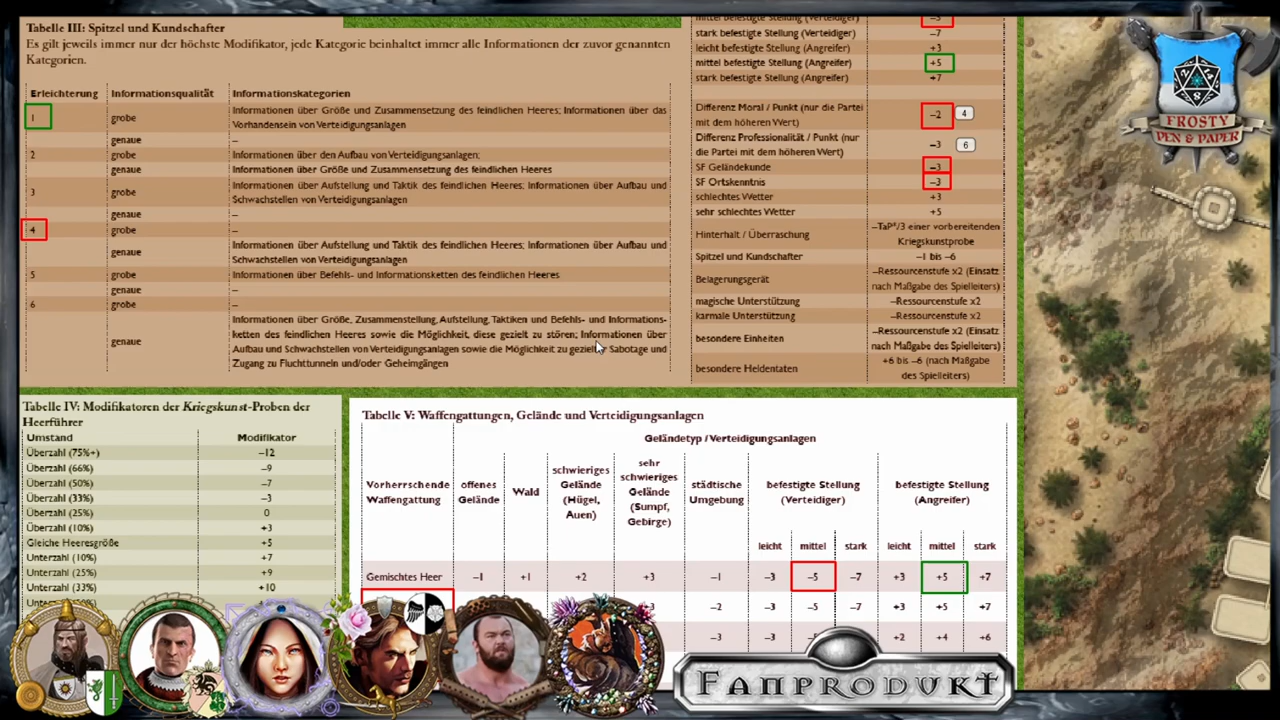 Tabelle III: Spitzel und Kundschafter
Es gilt jeweils immer nur der höchste Modifikator, jede Kategorie beinhaltet immer alle Informationen der zuvor genannten
Kategorien.
Erleichterung Informationsqualität Informationskategorien
1 grobe Informationen über Größe und Zusammensetzung des feindlichen Heeres; Informationen über das
Vorhandensein von Verteidigungsanlagen
genaue –
2 grobe Informationen über den Aufbau von Verteidigungsanlagen;
genaue Informationen über Größe und Zusammensetzung des feindlichen Heeres
3 grobe Informationen über Aufstellung und Taktik des feindlichen Heeres; Informationen über Aufbau und
Schwachstellen von Verteidigungsanlagen
genaue –
4 grobe –
genaue Informationen über Aufstellung und Taktik des feindlichen Heeres; Informationen über Aufbau und
Schwachstellen von Verteidigungsanlagen
5 grobe Informationen über Befehls- und Informationsketten des feindlichen Heeres
genaue –
6 grobe –
genaue Informationen über Größe, Zusammenstellung, Aufstellung, Taktiken und Befehls- und Informations-
ketten des feindlichen Heeres sowie die Möglichkeit, diese gezielt zu stören; Informationen über
Aufbau und Schwachstellen von Verteidigungsanlagen sowie die Möglichkeit zu gezielter Sabotage und
Zugang zu Fluchttunneln und/oder Geheimgängen
mittel befestigte Stellung (Verteidiger) –5
stark befestigte Stellung (Verteidiger) –7
leicht befestigte Stellung (Angreifer) +3
mittel befestigte Stellung (Angreifer) +5
stark befestigte Stellung (Angreifer) +7
Differenz Moral / Punkt (nur die Partei
mit dem höheren Wert) –2 4
Differenz Professionalität / Punkt (nur
die Partei mit dem höheren Wert) –3 6
SF Geländekunde –3
SF Ortskenntnis –3
schlechtes Wetter +3
sehr schlechtes Wetter +5
Hinterhalt / Überraschung –TaP*/3 einer vorbereitenden
Kriegskunstprobe
Spitzel und Kundschafter –1 bis –6
Belagerungsgerät –Ressourcenstufe x2 (Einsatz
nach Maßgabe des Spielleiters)
magische Unterstützung –Ressourcenstufe x2
karmale Unterstützung –Ressourcenstufe x2
besondere Einheiten –Ressourcenstufe x2 (Einsatz
nach Maßgabe des Spielleiters)
besondere Heldentaten +6 bis –6 (nach Maßgabe
des Spielleiters)
FROSTY
PEN & PAPER
Tabelle IV: Modifikatoren der Kriegskunst-Proben der
Heerführer
Umstand Modifikator
Überzahl (75%+) –12
Überzahl (66%) –9
Überzahl (50%) –7
Überzahl (33%) –3
Überzahl (25%) 0
Überzahl (10%) +3
Gleiche Heeresgröße +5
Unterzahl (10%) +7
Unterzahl (25%) +9
Unterzahl (33%) +10
Tabelle V: Waffengattungen, Gelände und Verteidigungsanlagen
Geländetyp / Verteidigungsanlagen
Vorherrschende
Waffengattung
offenes
Gelände
Wald
schwieriges
Gelände
(Hügel,
Auen)
sehr
schwieriges
Gelände
(Sumpf,
Gebirge)
städtische
Umgebung
befestigte Stellung
(Verteidiger)
befestigte Stellung
(Angreifer)
leicht mittel stark leicht mittel stark
Gemischtes Heer –1 +1 +2 +3 –1 –3 –5 –7 +3 +5 +7
–2 –3 –5 –7 +3 +5 +7
–3 –3 +2 +4 +6
FANPRODUKT